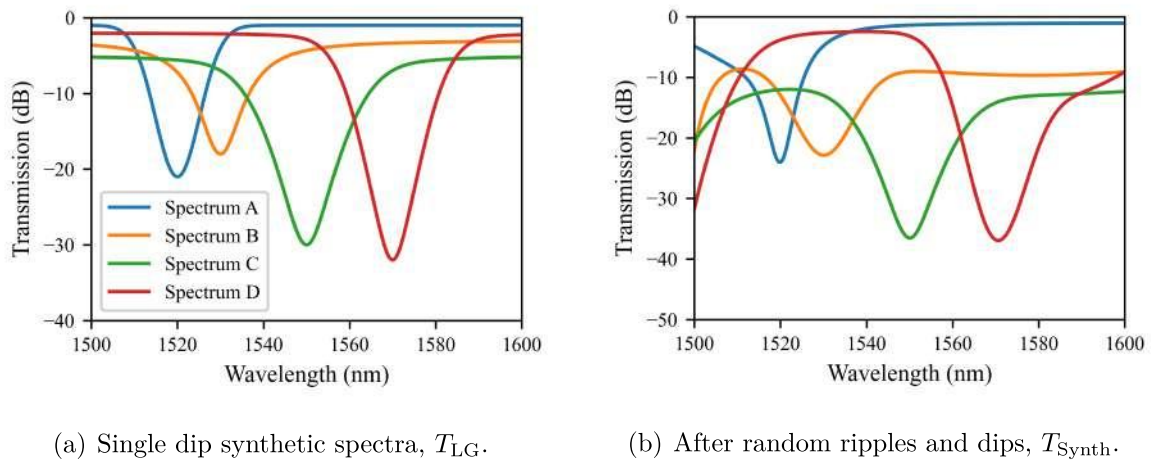 0
−10
−20
−30
−40
Transmission (dB)
Spectrum A
Spectrum B
Spectrum C
Spectrum D
1500 1520 1540 1560 1580 1600
Wavelength (nm)
(a) Single dip synthetic spectra, T_LG.
0
−10
−20
−30
−40
−50
Transmission (dB)
1500 1520 1540 1560 1580 1600
Wavelength (nm)
(b) After random ripples and dips, T_Synth.